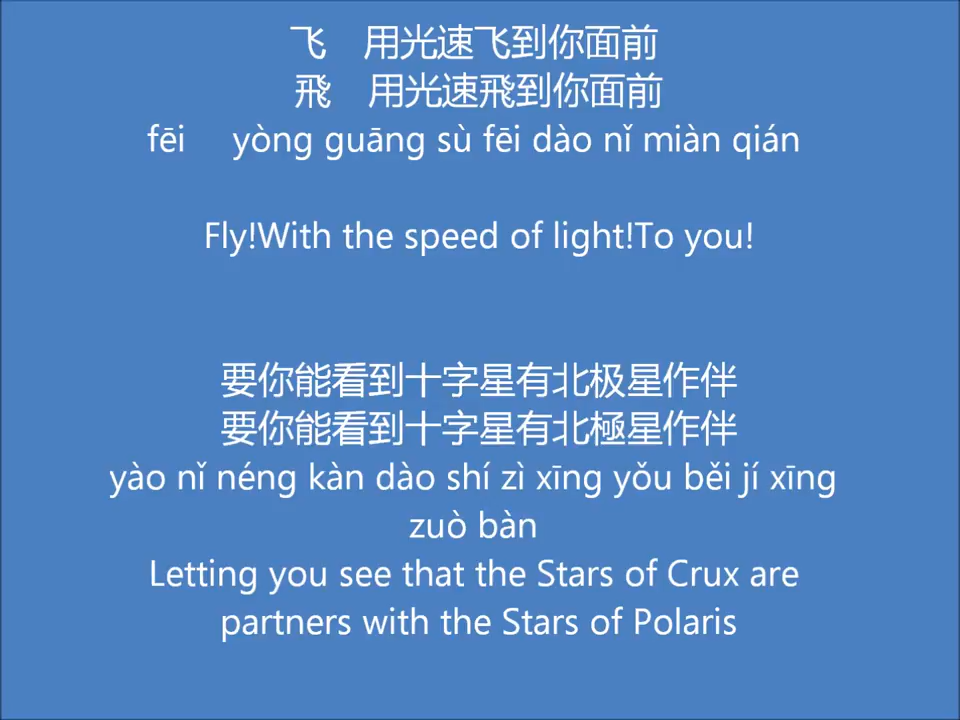 飞　用光速飞到你面前
飛　用光速飛到你面前
fēi yòng guāng sù fēi dào nǐ miàn qián
Fly!With the speed of light!To you!
要你能看到十字星有北极星作伴
要你能看到十字星有北極星作伴
yào nǐ néng kàn dào shí zì xīng yǒu běi jí xīng
zuò bàn
Letting you see that the Stars of Crux are
partners with the Stars of Polaris